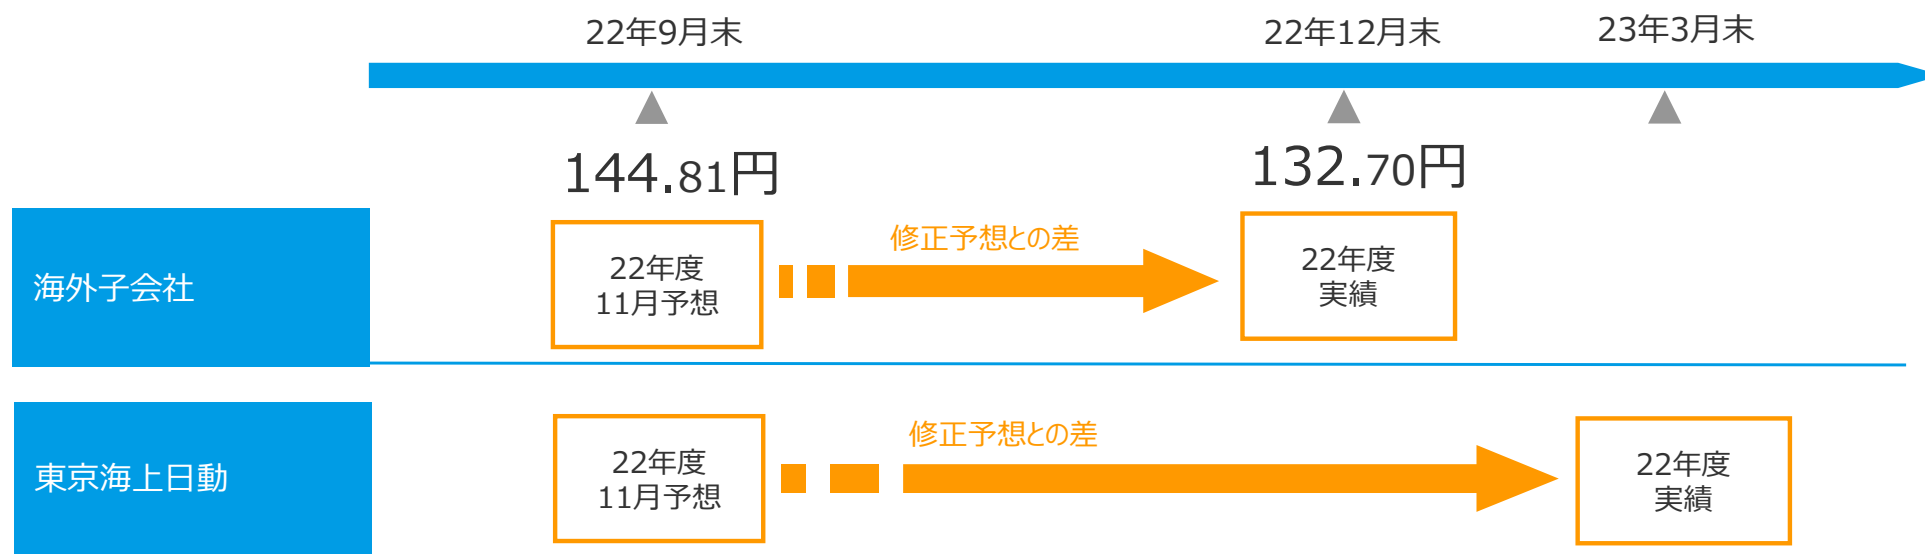 22年9月末
22年12月末
23年3月末
144.81円
132.70円
海外子会社
22年度
11月予想
修正予想との差
22年度
実績
東京海上日動
22年度
11月予想
修正予想との差
22年度
実績